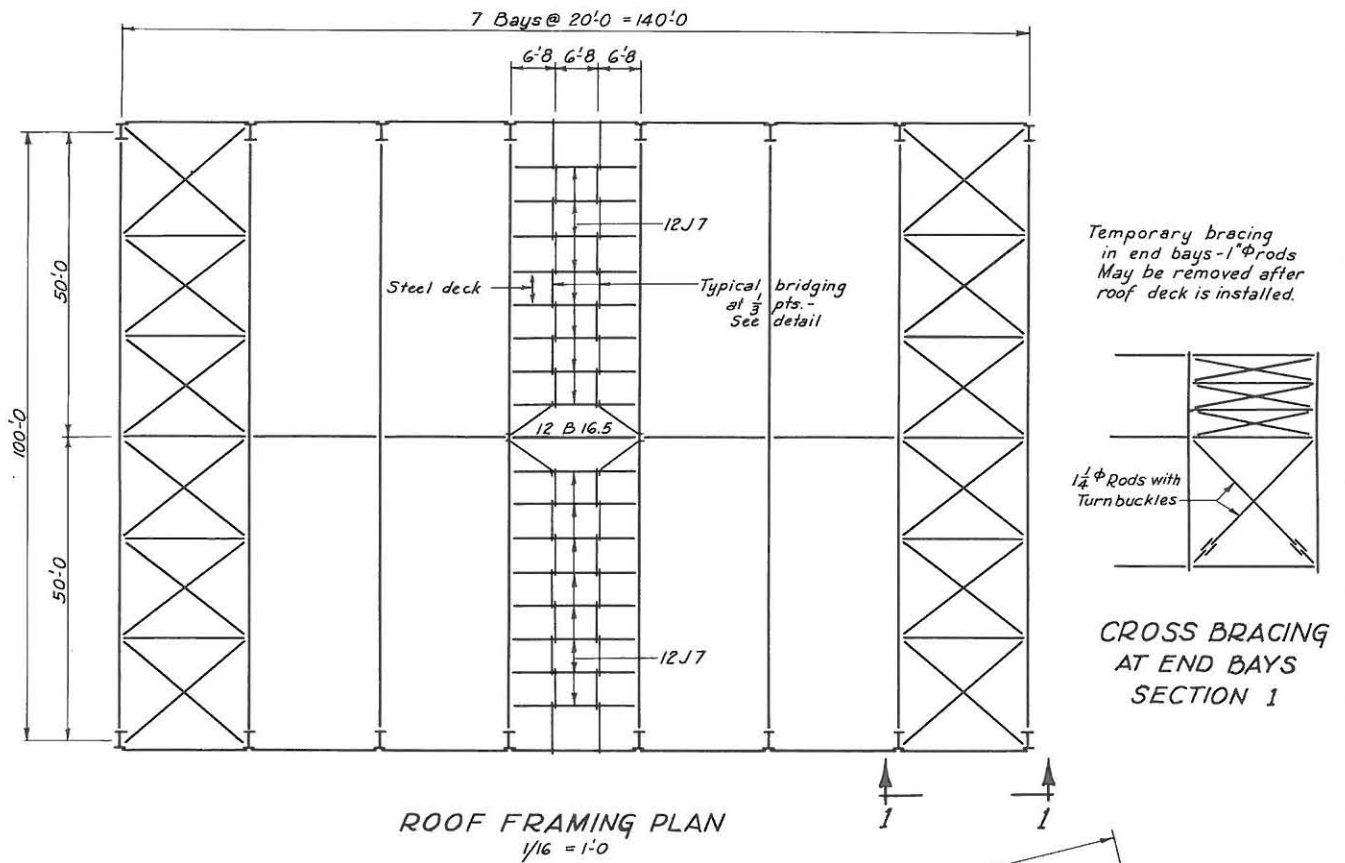 7 Bays @ 20'-0 = 140'-0
6'-8 6'-8 6'-8
12J7
Steel deck
Typical bridging
at 1/3 pts.-
See detail
50'-0
100'-0
12 B 16.5
50'-0
12J7
Temporary bracing
in end bays - 1"Φ rods
May be removed after
roof deck is installed.
1 1/4 Φ Rods with
Turnbuckles
CROSS BRACING
AT END BAYS
SECTION 1
1 1
ROOF FRAMING PLAN
1/16 = 1'-0